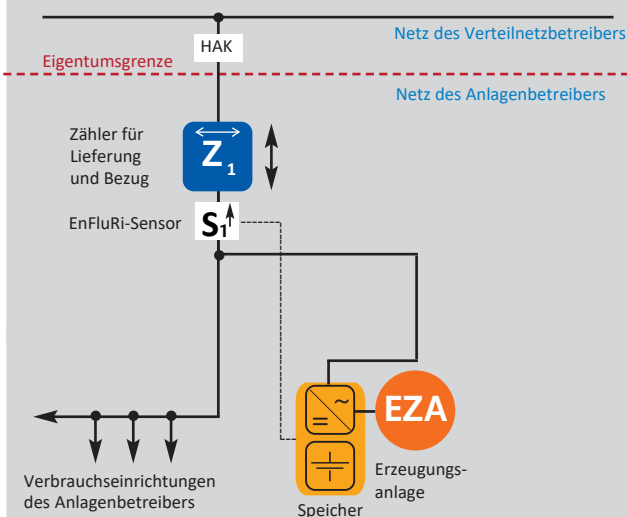 HAK
Netz des Verteilnetzbetreibers
Eigentumsgrenze
Netz des Anlagenbetreibers
Zähler für
Lieferung
und Bezug
Z1
EnFluRi-Sensor
S1
EZA
Erzeugungs-
anlage
Verbrauchseinrichtungen
des Anlagenbetreibers
Speicher